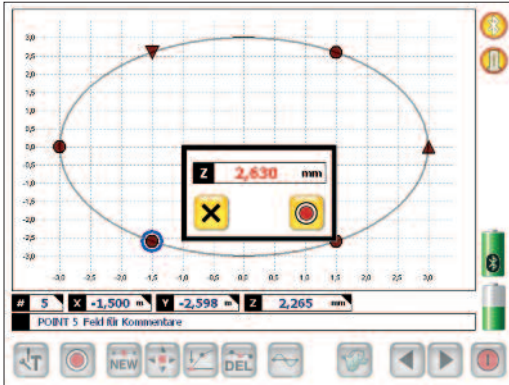 3,0
2,5
2,0
1,5
1,0
0,5
0,0
-0,5
-1,0
-1,5
-2,0
-2,5
-3,0
-3,0 -2,5 -2,0 -1,5 -1,0 -0,5 0,0 0,5 1,0 1,5 2,0 2,5 3,0
Z 2,630 mm
# 5 X -1,500 m Y -2,598 m Z 2,265 mm
POINT 5 Feld für Kommentare
T NEW DEL